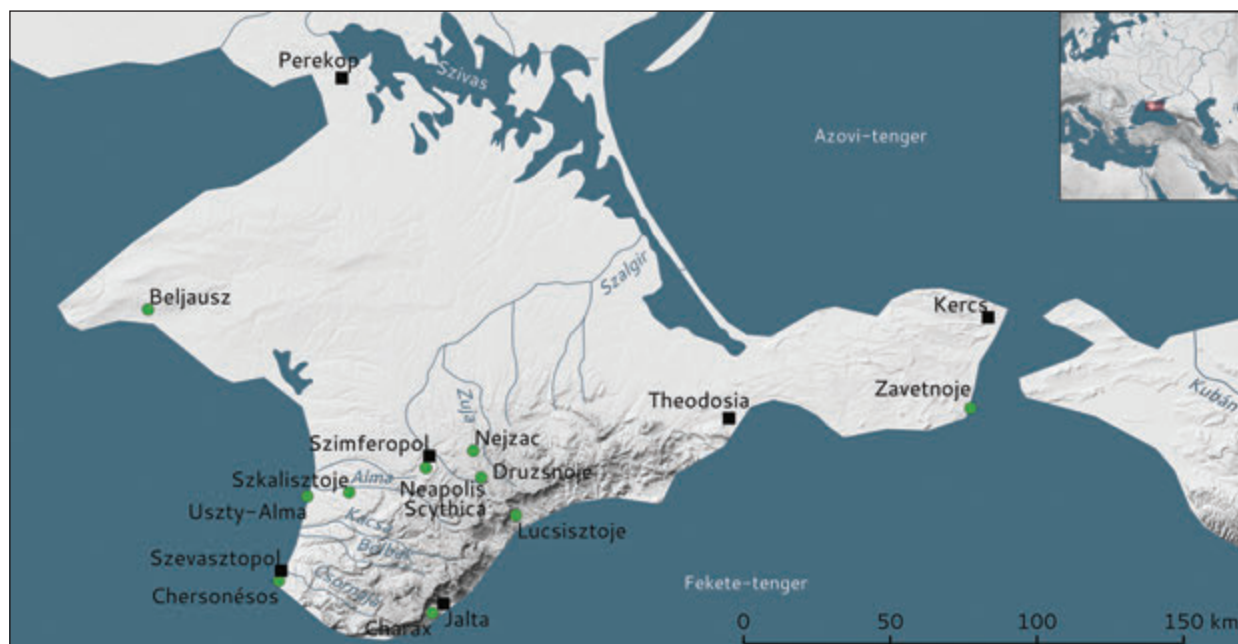 Perekop
Szivas
Azovi-tenger
Szalgir
Beljausz
Kercs
Zavetnoje
Kubán
Theodosia
Zuja
Szimferopol
Nejzac
Szkalisztoje
Alma
Druzsnoje
Neapolis
Scythica
Uszty-Alma
Kacsa
Lucsisztoje
Belbek
Szevasztopol
Csornaja
Chersonésos
Fekete-tenger
Jalta
Charax
0 50 100 150 km